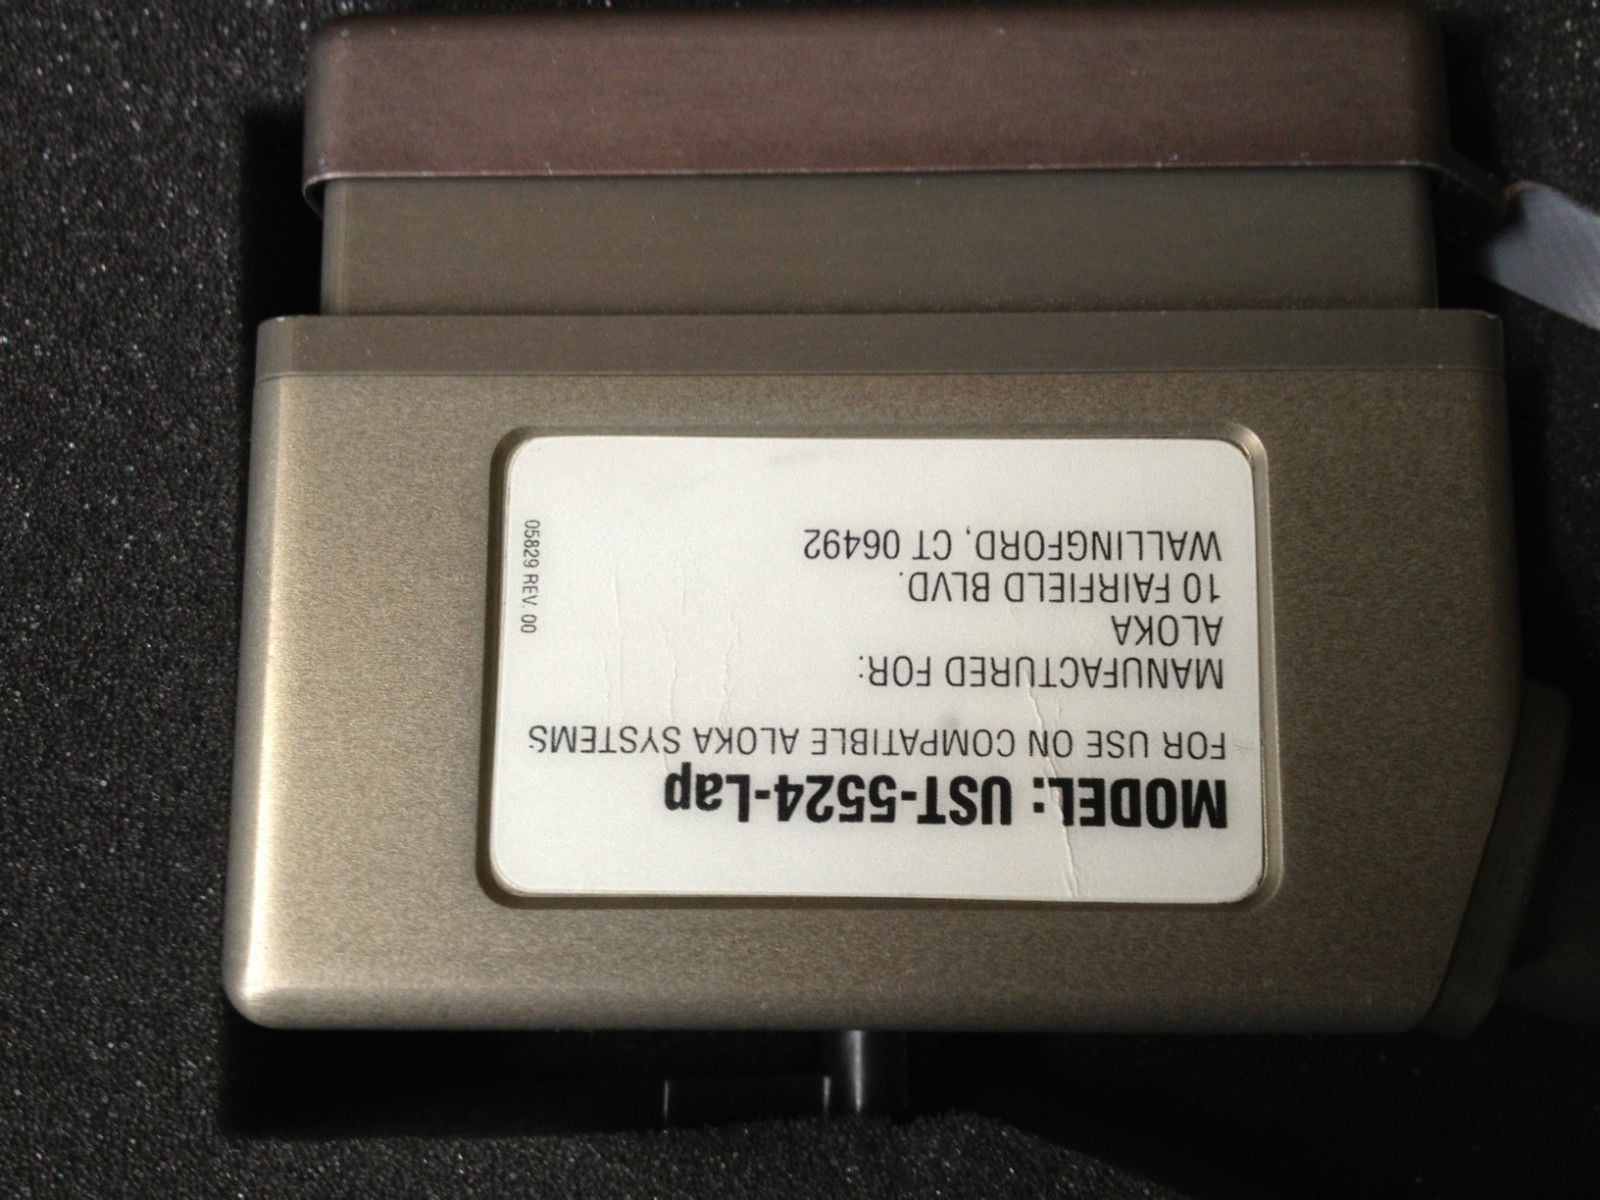 MODEL: UST-5524-Lap
FOR USE ON COMPATIBLE ALOKA SYSTEMS
MANUFACTURED FOR:
ALOKA
10 FAIRFIELD BLVD.
WALLINGFORD, CT 06492
05829 REV. 00